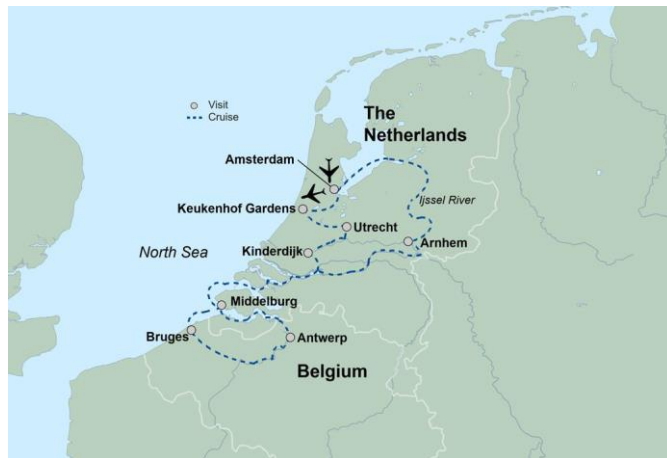 Visit
Cruise
The
Netherlands
Amsterdam
Ijssel River
Keukenhof Gardens
Utrecht
Arnhem
North Sea
Kinderdijk
Middelburg
Bruges
Antwerp
Belgium